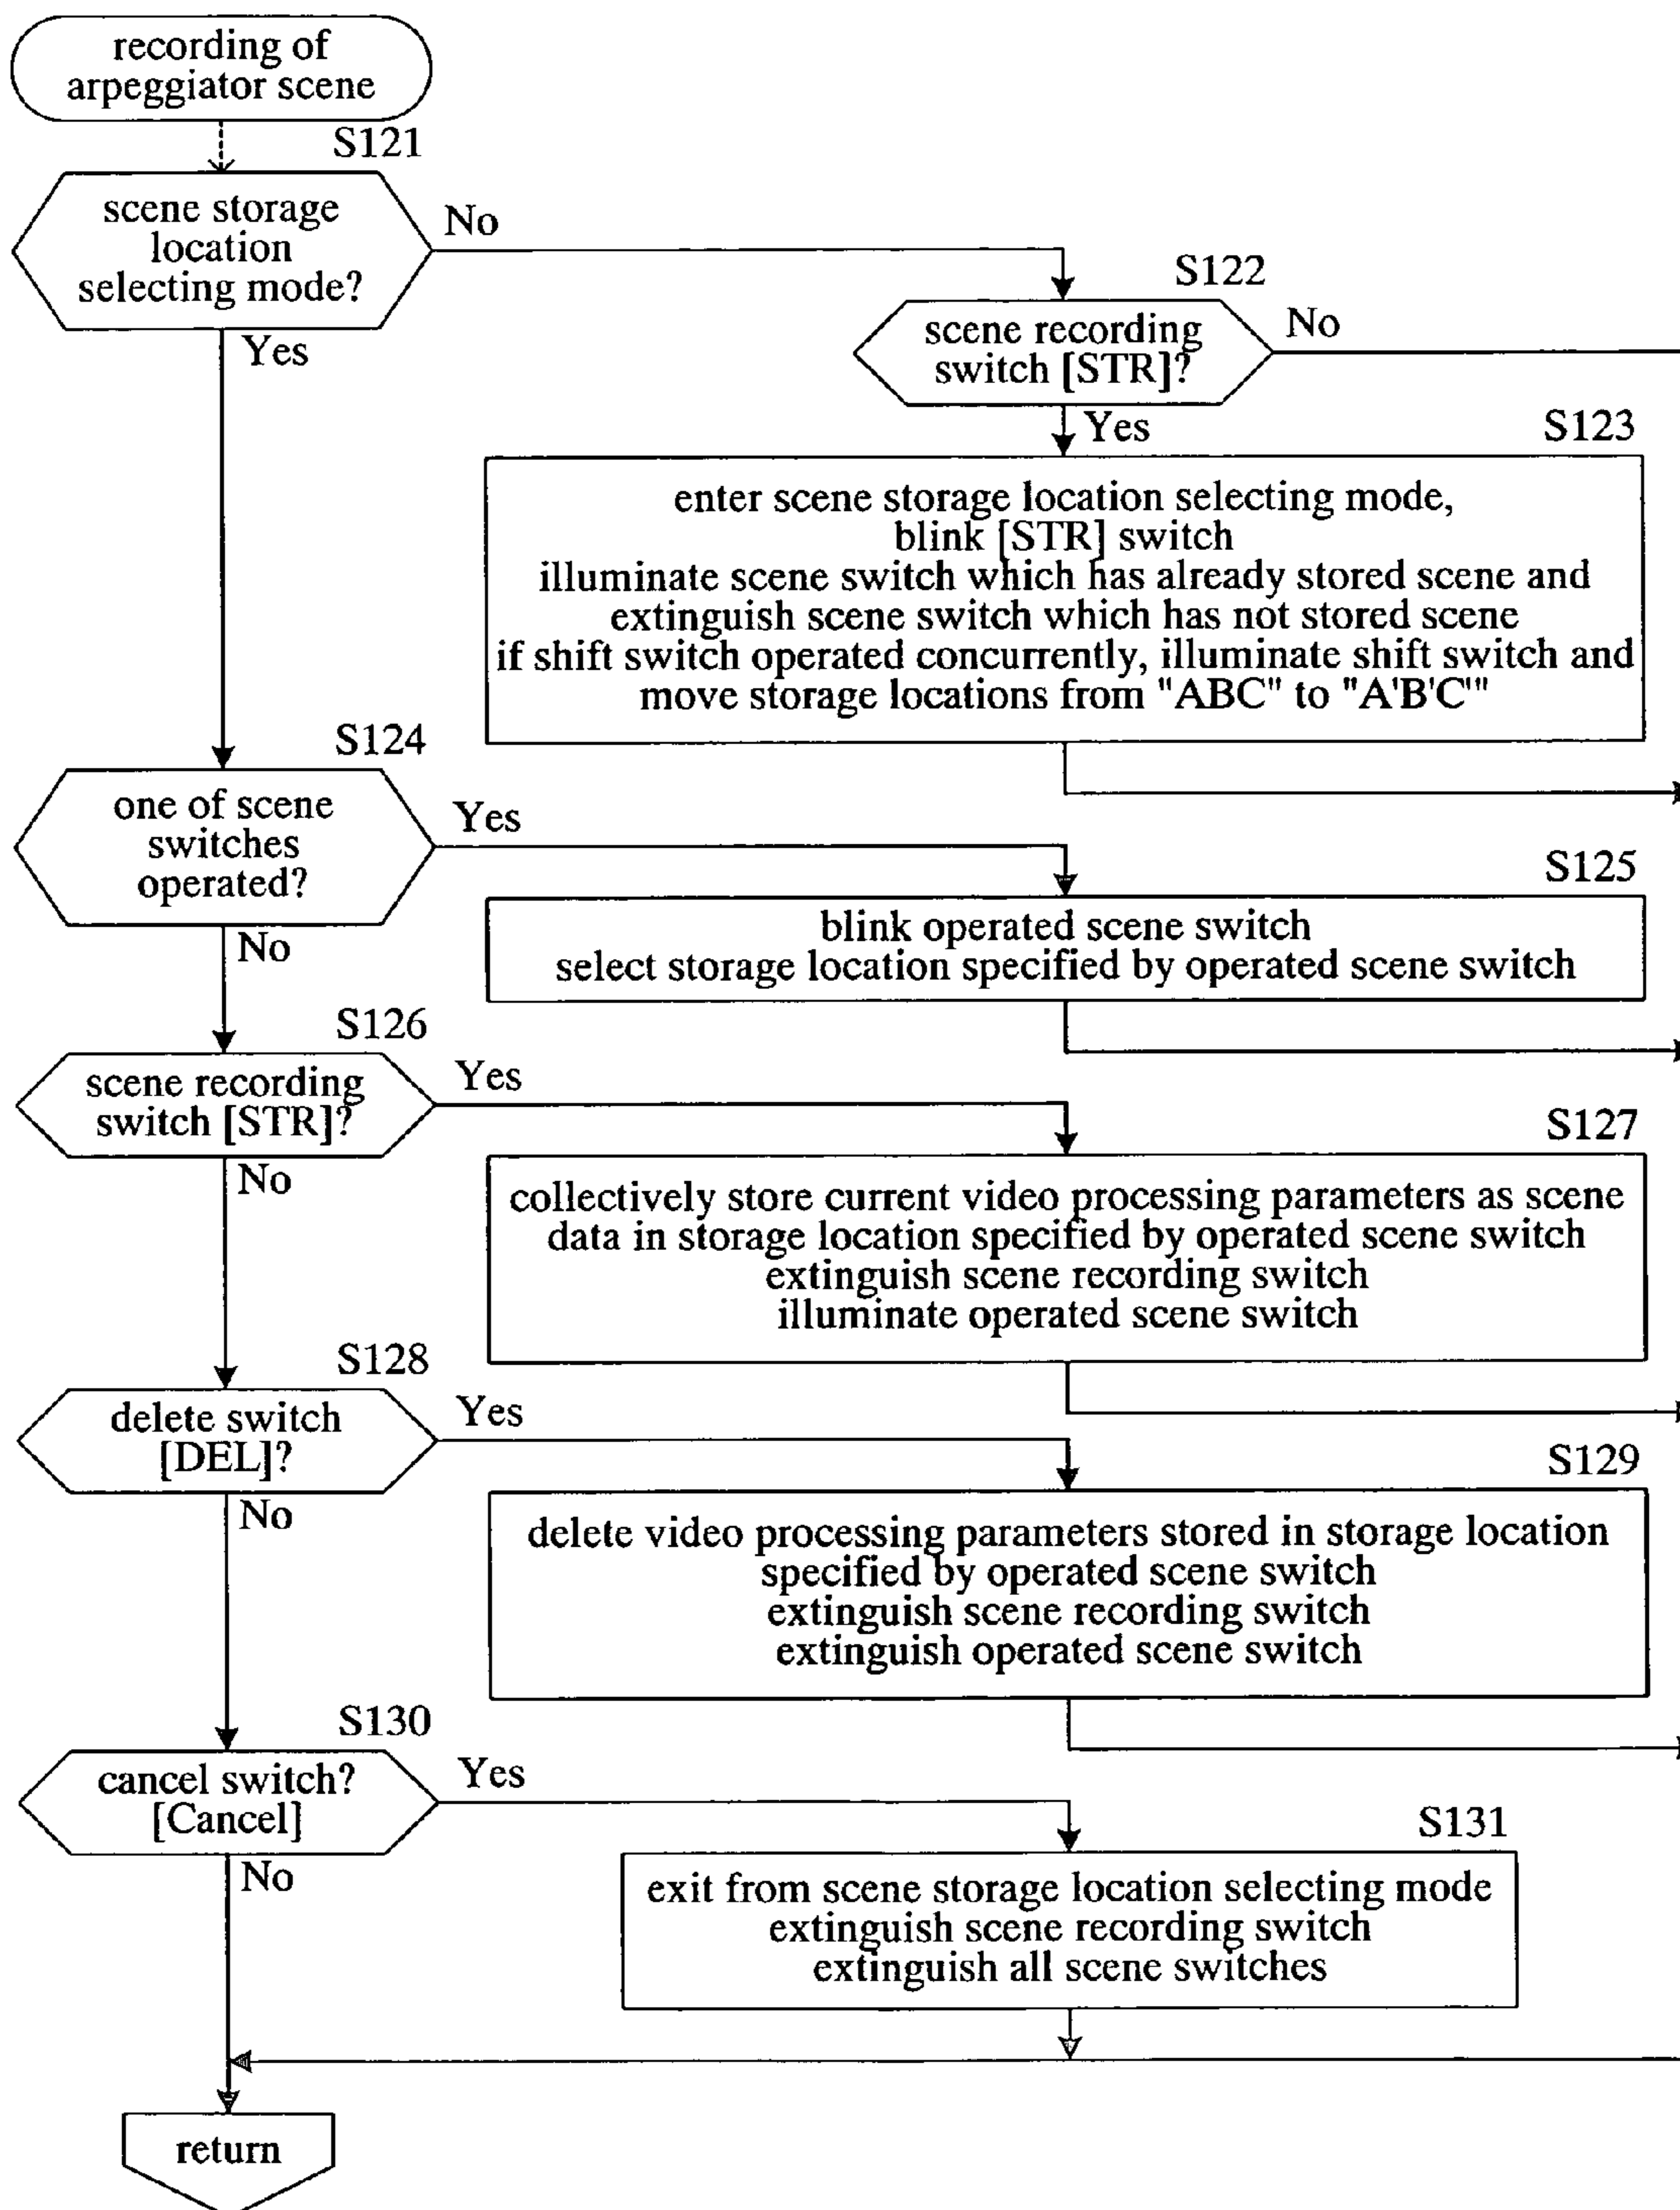 recording of
arpeggiator scene
S121
scene storage
location
selecting mode?
No
Yes
S122
scene recording
switch [STR]?
No
Yes
S123
enter scene storage location selecting mode,
blink [STR] switch
illuminate scene switch which has already stored scene and
extinguish scene switch which has not stored scene
if shift switch operated concurrently, illuminate shift switch and
move storage locations from "ABC" to "A'B'C'"
S124
one of scene
switches
operated?
Yes
No
S125
blink operated scene switch
select storage location specified by operated scene switch
S126
scene recording
switch [STR]?
Yes
No
S127
collectively store current video processing parameters as scene
data in storage location specified by operated scene switch
extinguish scene recording switch
illuminate operated scene switch
S128
delete switch
[DEL]?
Yes
No
S129
delete video processing parameters stored in storage location
specified by operated scene switch
extinguish scene recording switch
extinguish operated scene switch
S130
cancel switch?
[Cancel]
Yes
No
S131
exit from scene storage location selecting mode
extinguish scene recording switch
extinguish all scene switches
return